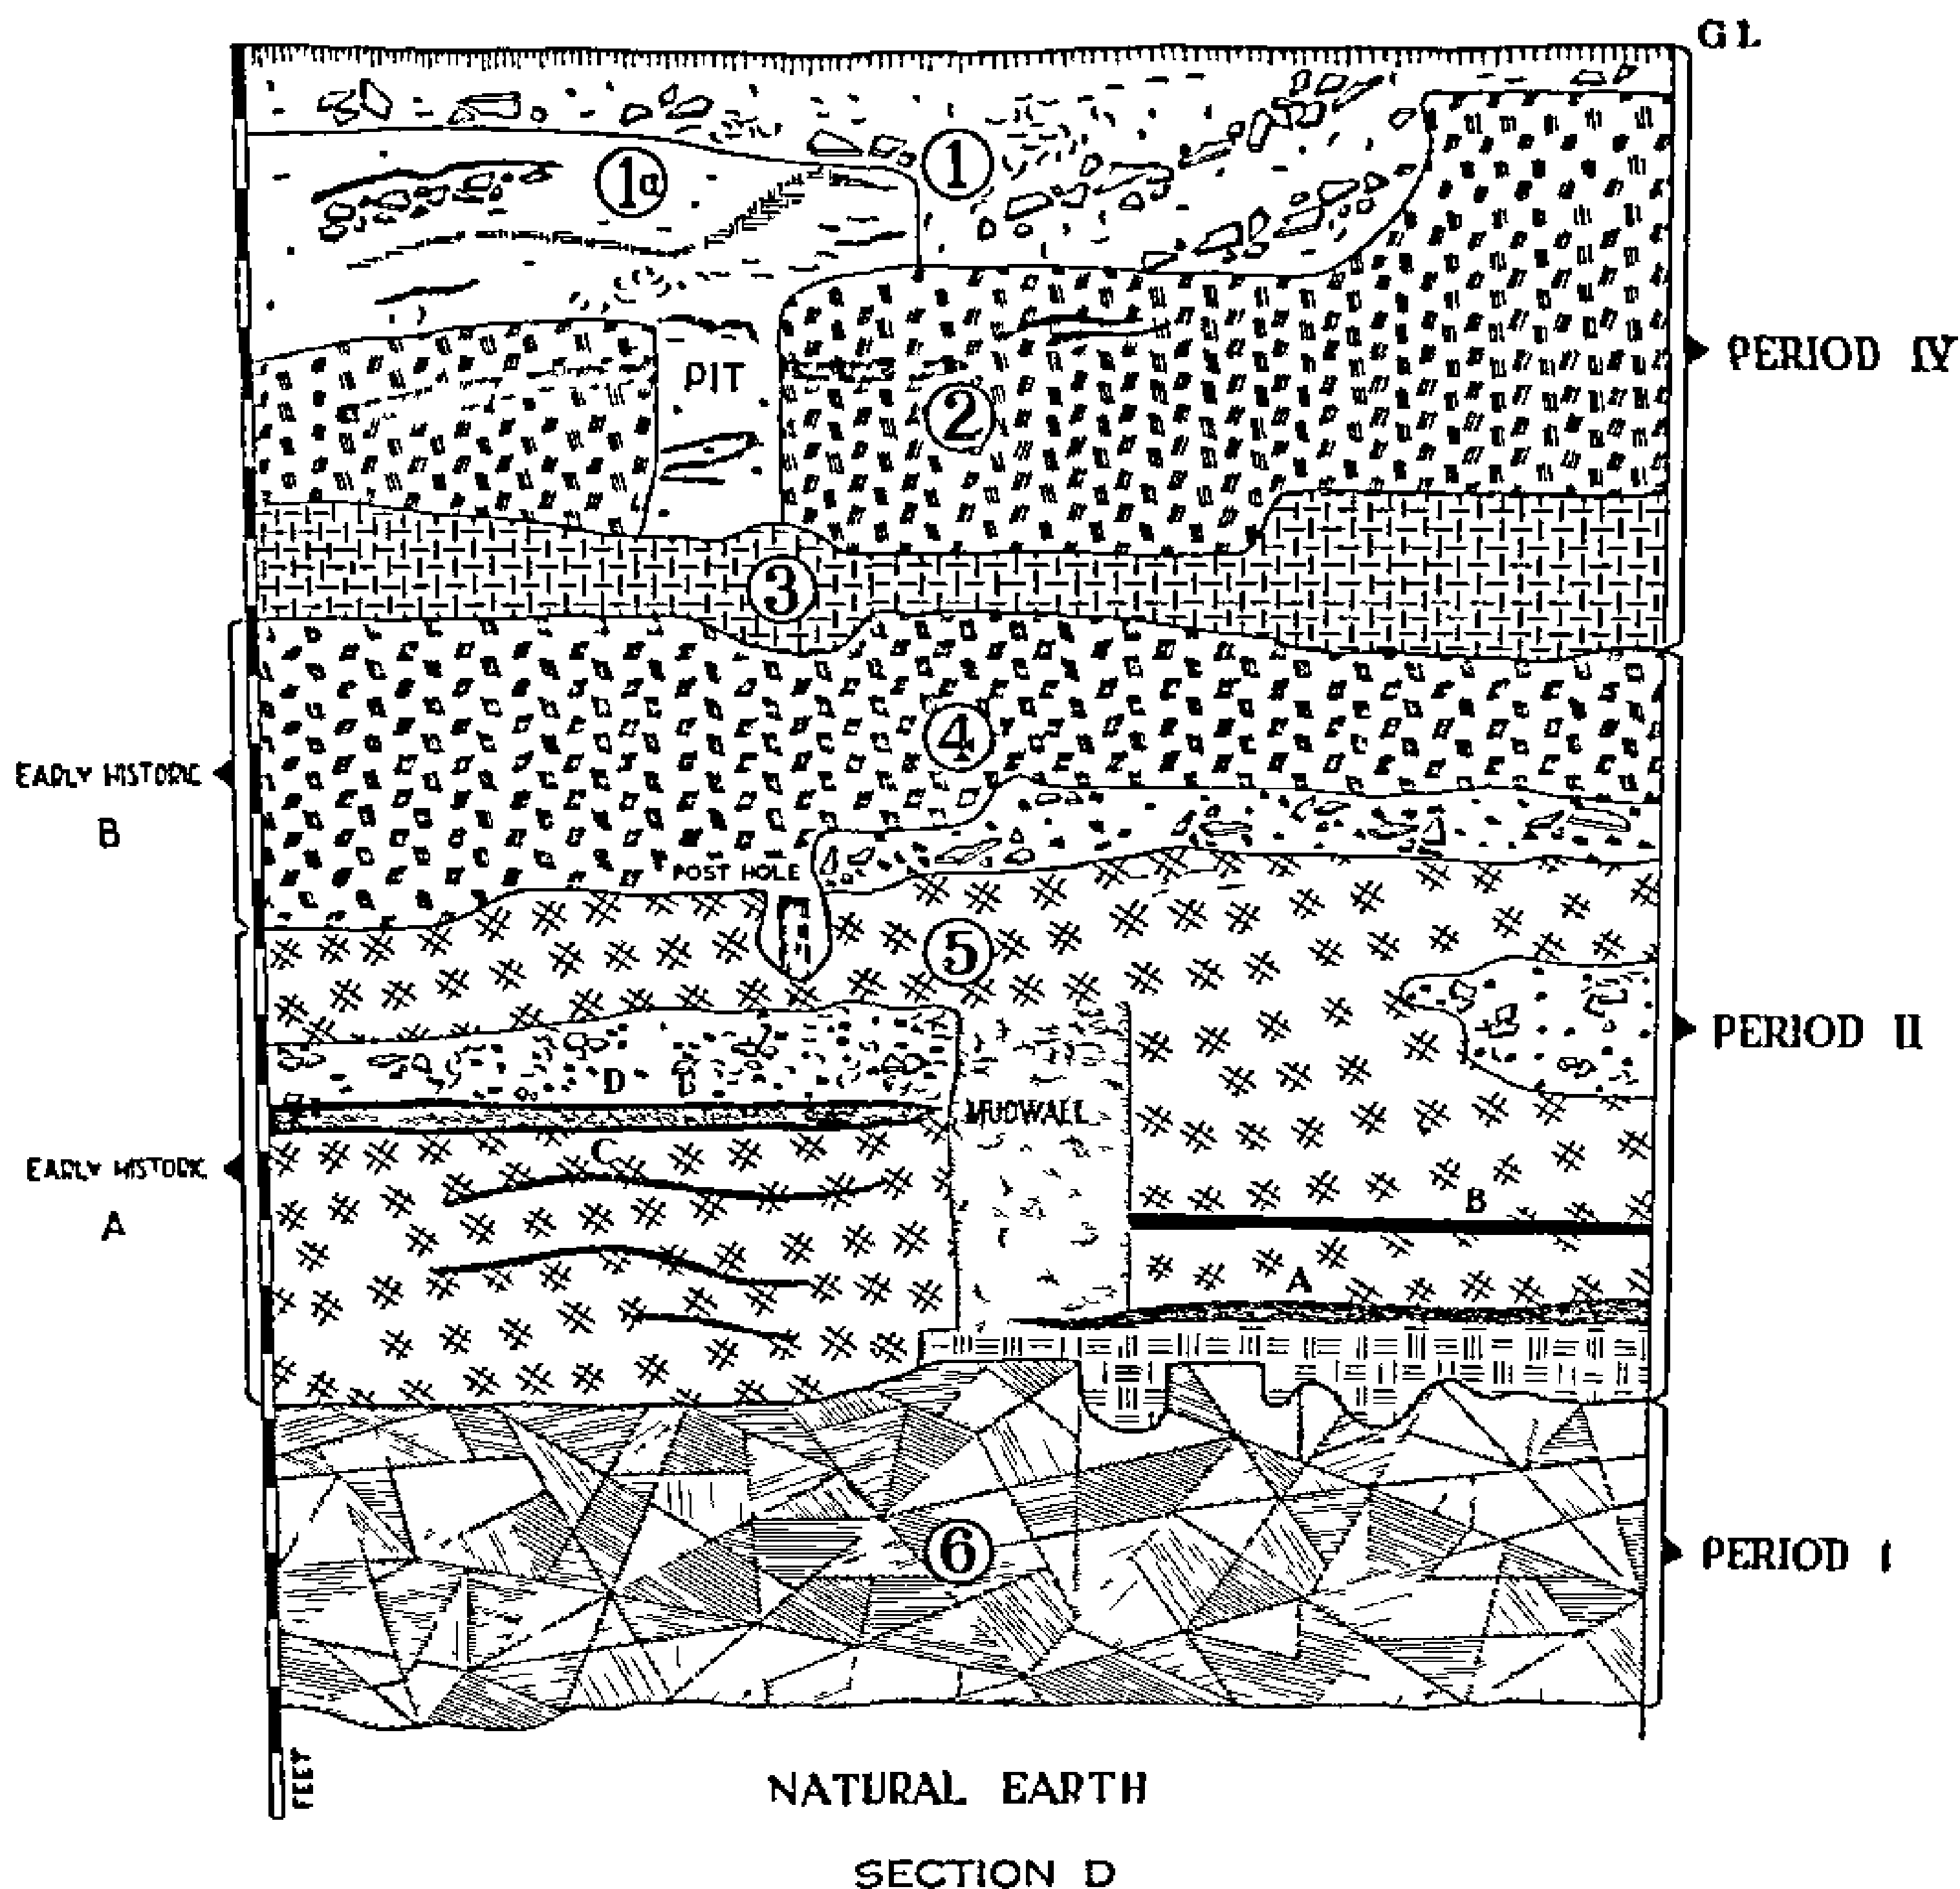 GL
1
1a
PERIOD IV
PIT
2
3
4
EARLY HISTORIC
B
POST HOLE
5
PERIOD II
D
MUDWALL
C
EARLY HISTORIC
A
B
A
6
PERIOD I
FEET
NATURAL EARTH
SECTION D